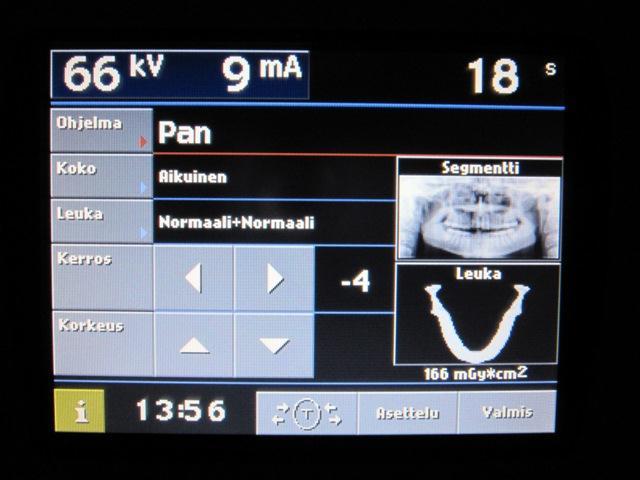 66 kV 9 mA 18 s
Ohjelma Pan
Koko Aikuinen
Leuka Normaali+Normaali
Segmentti
Kerros -4
Leuka
Korkeus
166 mGy*cm2
i 13:56 T Asettelu Valmis